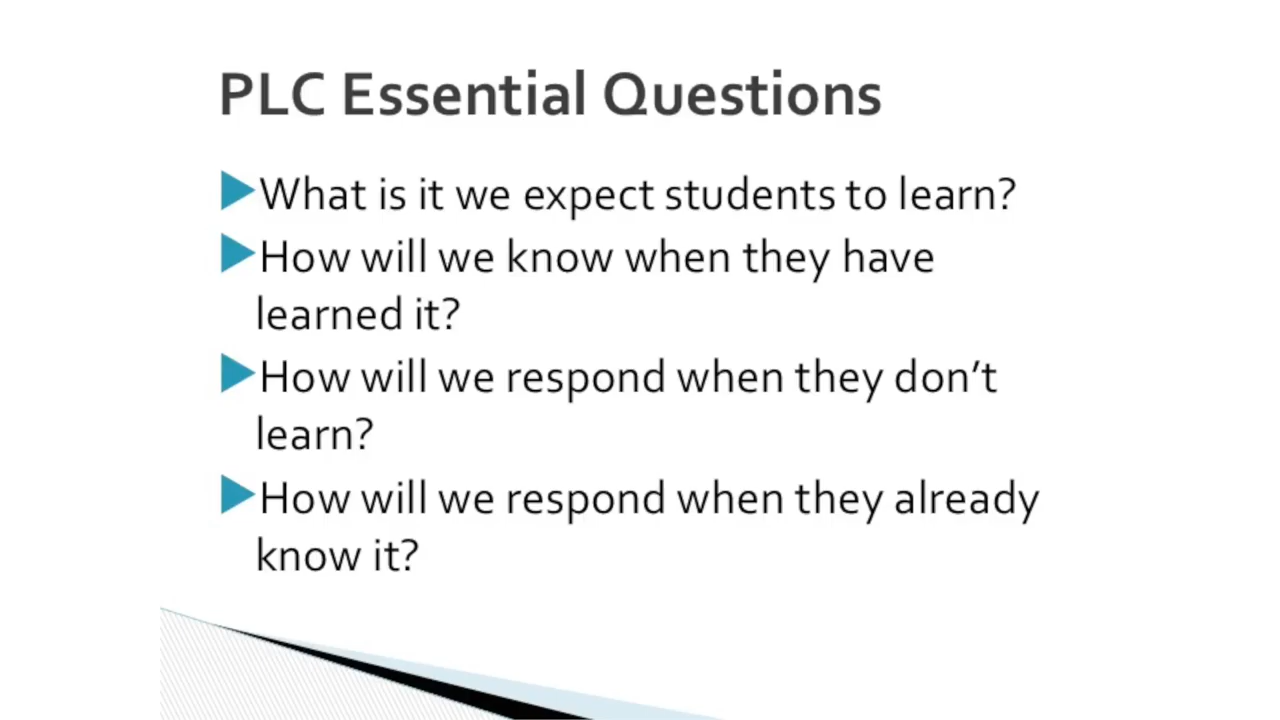 PLC Essential Questions
What is it we expect students to learn?
How will we know when they have
learned it?
How will we respond when they don’t
learn?
How will we respond when they already
know it?